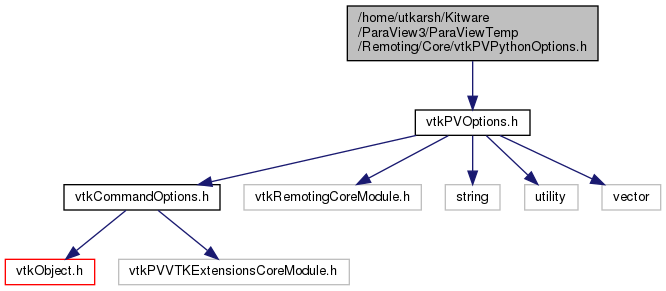 /home/utkarsh/Kitware
/ParaView3/ParaViewTemp
/Remoting/Core/vtkPVPythonOptions.h
vtkPVOptions.h
vtkCommandOptions.h
vtkRemotingCoreModule.h
string
utility
vector
vtkObject.h
vtkPVVTKExtensionsCoreModule.h